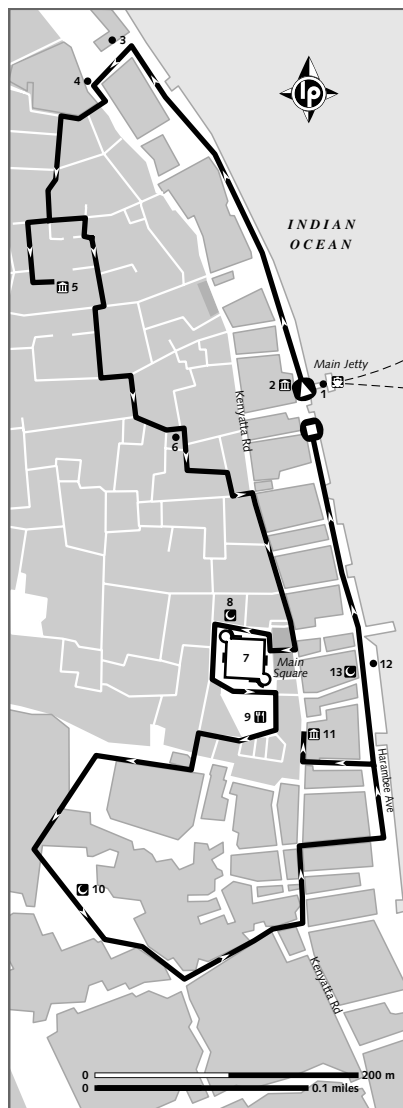 3
4
lp
INDIAN
OCEAN
5
Main Jetty
2
1
Kenyatta Rd
6
8
7
Main
Square
12
13
9
11
Harambee Ave
10
Kenyatta Rd
0
200 m
0
0.1 miles